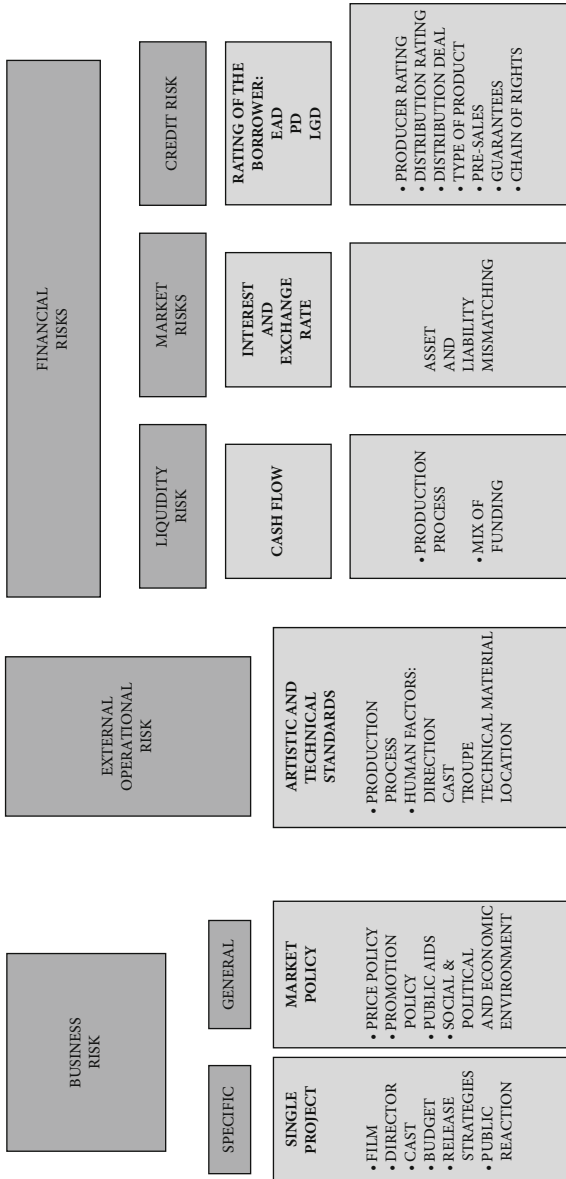 BUSINESS
RISK
SPECIFIC
SINGLE
PROJECT
• FILM
• DIRECTOR
• CAST
• BUDGET
• RELEASE
STRATEGIES
• PUBLIC
REACTION
GENERAL
MARKET
POLICY
• PRICE POLICY
• PROMOTION
POLICY
• PUBLIC AIDS
• SOCIAL &
POLITICAL
AND ECONOMIC
ENVIRONMENT
EXTERNAL
OPERATIONAL
RISK
ARTISTIC AND
TECHNICAL
STANDARDS
• PRODUCTION
PROCESS
• HUMAN FACTORS:
DIRECTION
CAST
TROUPE
TECHNICAL MATERIAL
LOCATION
FINANCIAL
RISKS
LIQUIDITY
RISK
CASH FLOW
• PRODUCTION
PROCESS
• MIX OF
FUNDING
MARKET
RISKS
INTEREST
AND
EXCHANGE
RATE
ASSET
AND
LIABILITY
MISMATCHING
CREDIT RISK
RATING OF THE
BORROWER:
EAD
PD
LGD
• PRODUCER RATING
• DISTRIBUTION RATING
• DISTRIBUTION DEAL
• TYPE OF PRODUCT
• PRE-SALES
• GUARANTEES
• CHAIN OF RIGHTS